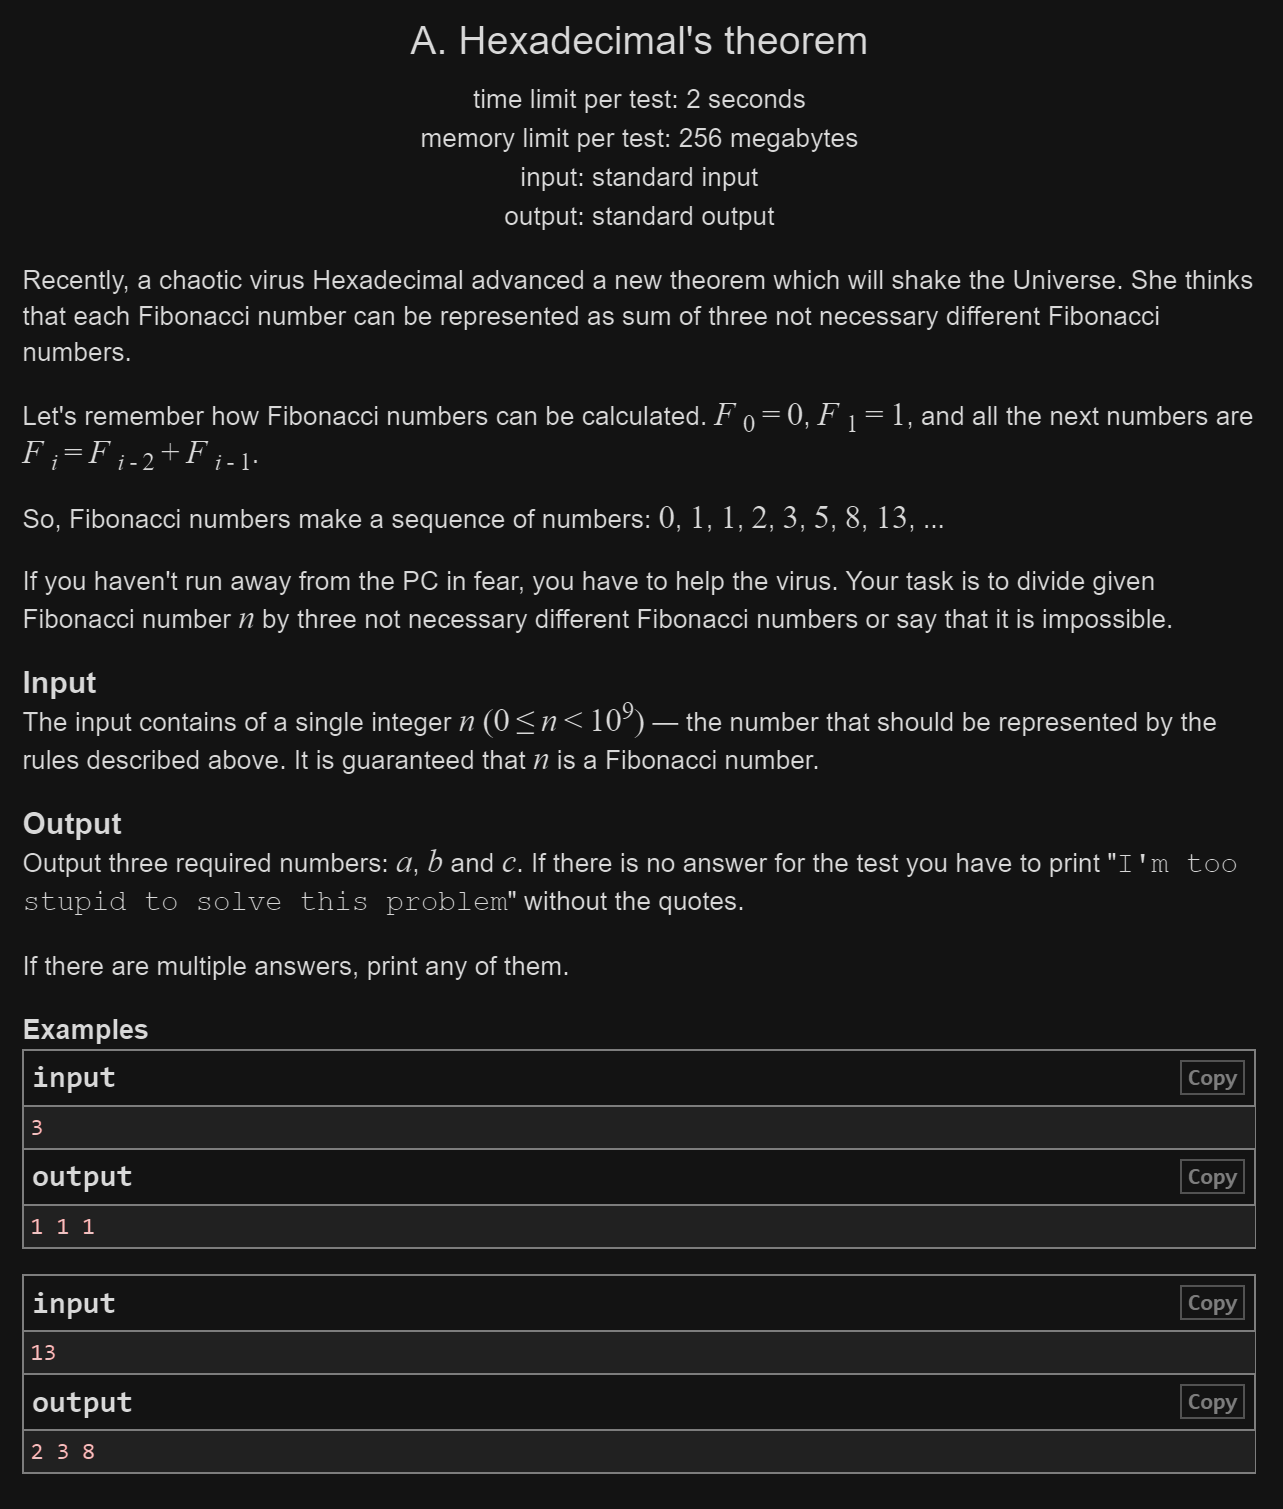 A. Hexadecimal's theorem
time limit per test: 2 seconds
memory limit per test: 256 megabytes
input: standard input
output: standard output
Recently, a chaotic virus Hexadecimal advanced a new theorem which will shake the Universe. She thinks
that each Fibonacci number can be represented as sum of three not necessary different Fibonacci
numbers.
Let's remember how Fibonacci numbers can be calculated. F 0 = 0, F 1 = 1, and all the next numbers are
F i = F i - 2 + F i - 1.
So, Fibonacci numbers make a sequence of numbers: 0, 1, 1, 2, 3, 5, 8, 13, ...
If you haven't run away from the PC in fear, you have to help the virus. Your task is to divide given
Fibonacci number n by three not necessary different Fibonacci numbers or say that it is impossible.
Input
The input contains of a single integer n (0 ≤ n < 10⁹) — the number that should be represented by the
rules described above. It is guaranteed that n is a Fibonacci number.
Output
Output three required numbers: a, b and c. If there is no answer for the test you have to print "I'm too
stupid to solve this problem" without the quotes.
If there are multiple answers, print any of them.
Examples
input Copy
3
output Copy
1 1 1
input Copy
13
output Copy
2 3 8